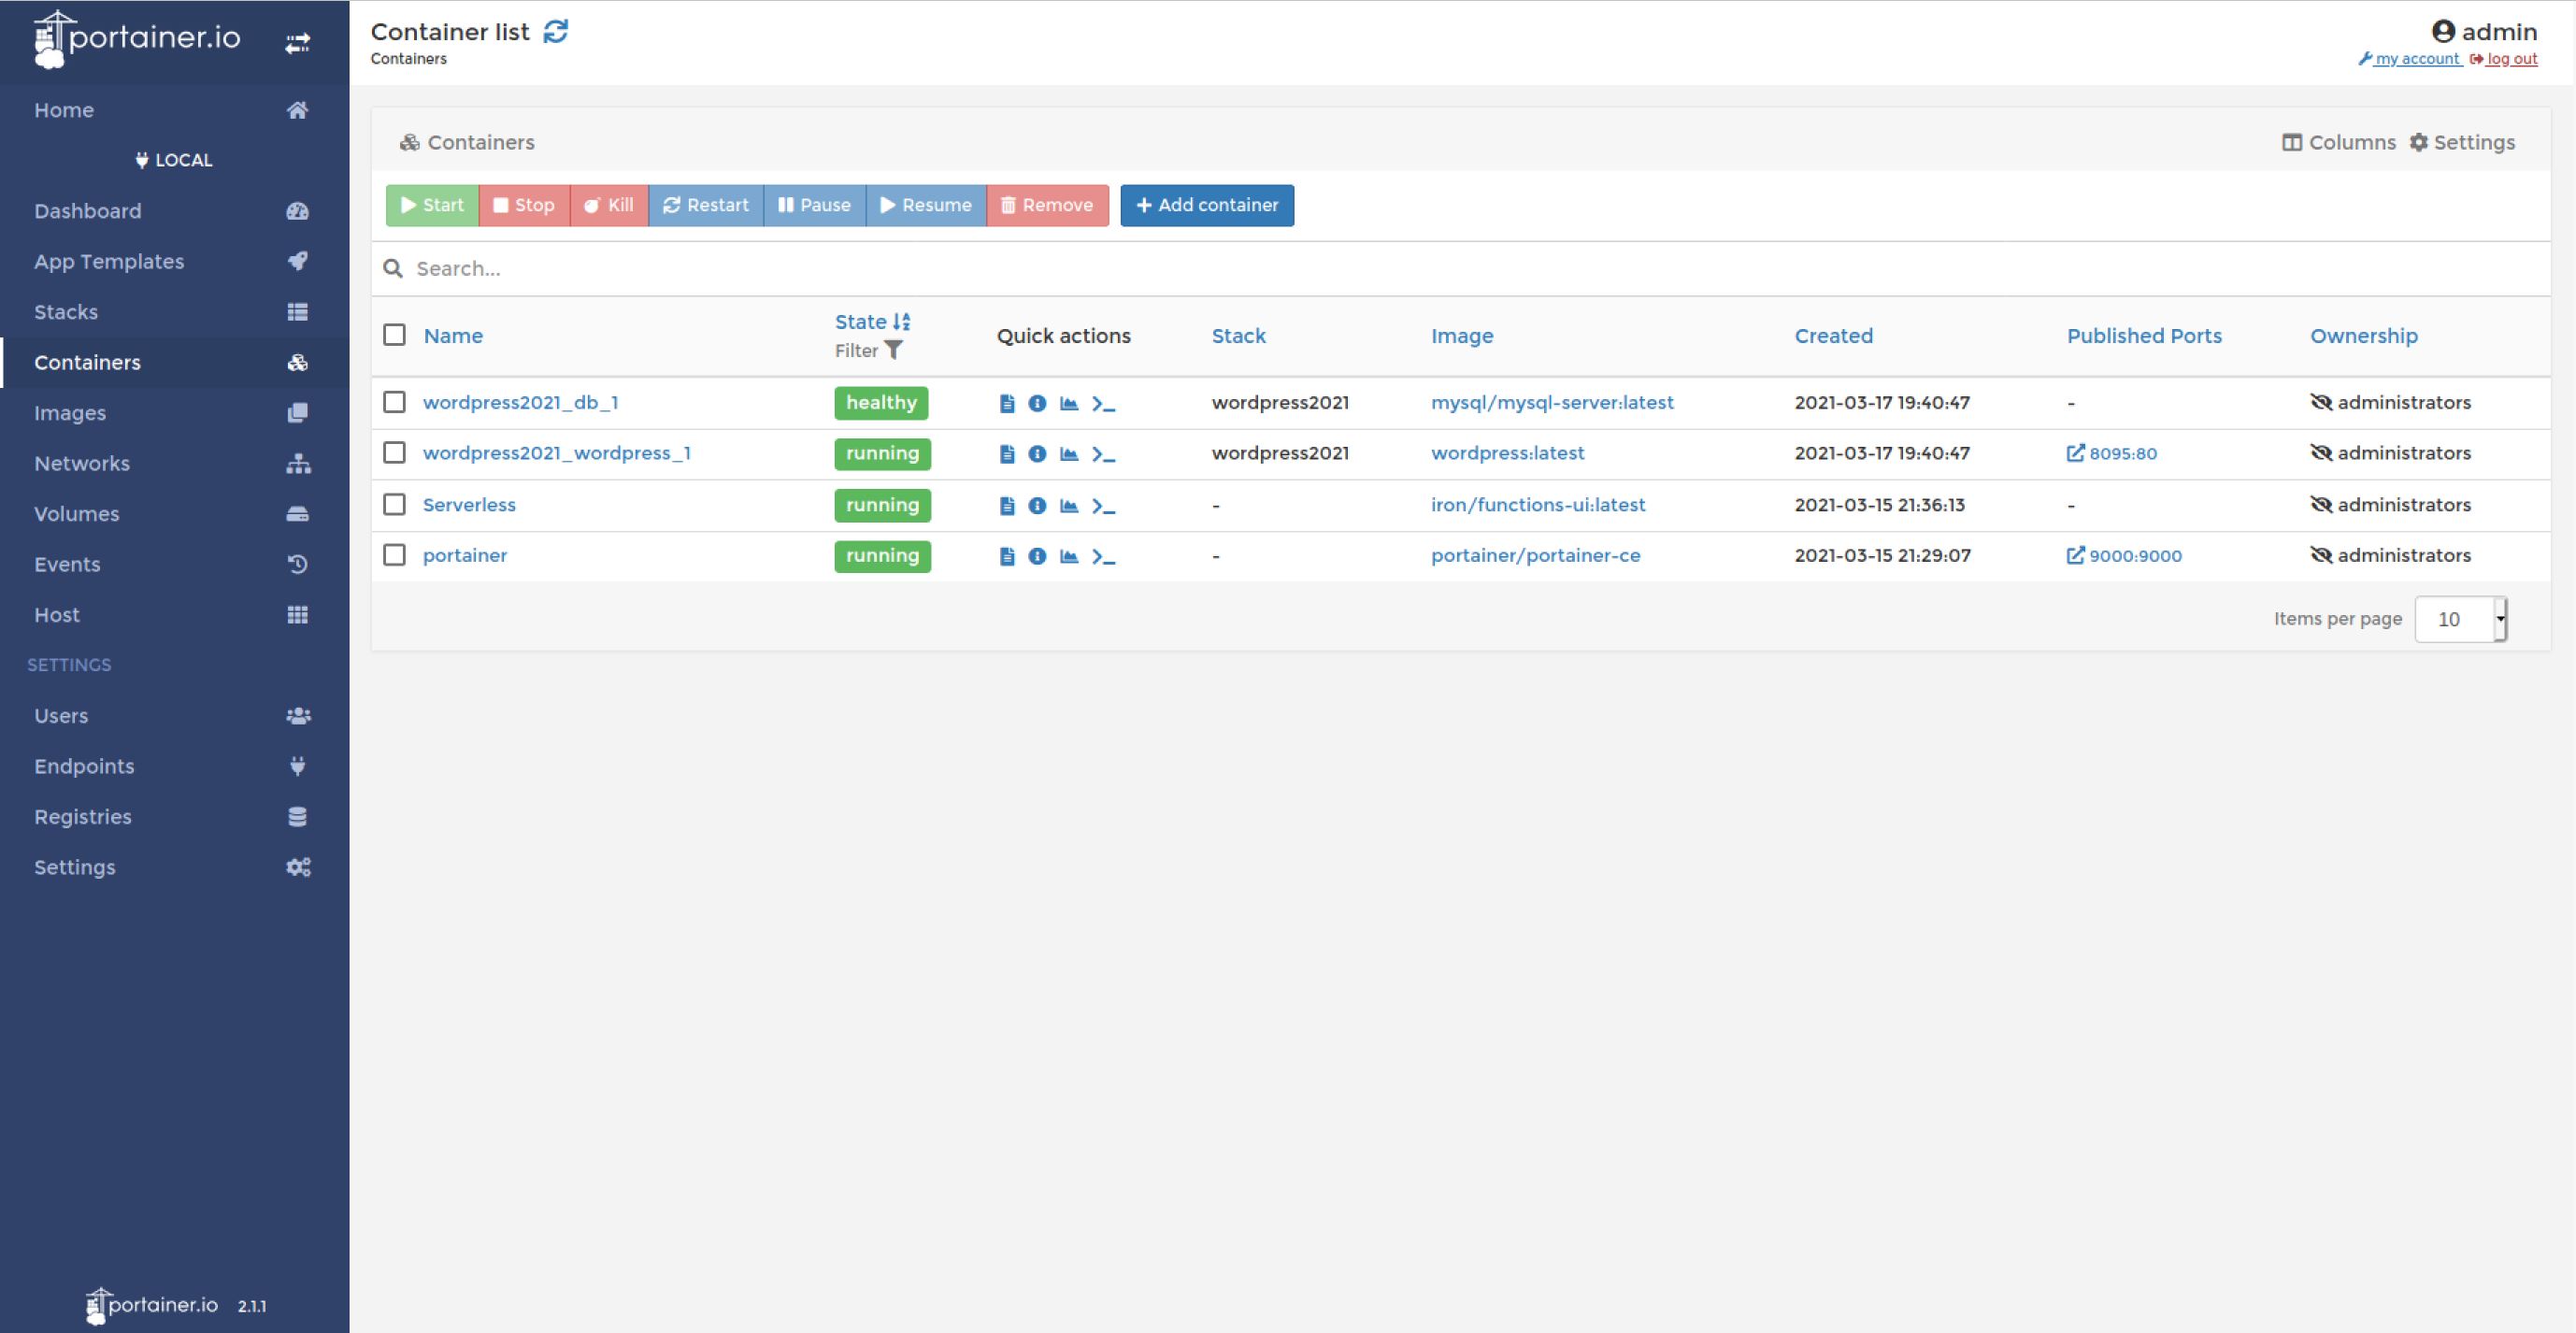 portainer.io
Home
LOCAL
Dashboard
App Templates
Stacks
Containers
Images
Networks
Volumes
Events
Host
SETTINGS
Users
Endpoints
Registries
Settings
portainer.io 2.1.1
Container list
Containers
admin
my account log out
Containers Columns Settings
Start Stop Kill Restart Pause Resume Remove Add container
Search...
Name State Filter Quick actions Stack Image Created Published Ports Ownership
wordpress2021_db_1 healthy wordpress2021 mysql/mysql-server:latest 2021-03-17 19:40:47 - administrators
wordpress2021_wordpress_1 running wordpress2021 wordpress:latest 2021-03-17 19:40:47 8095:80 administrators
Serverless running - iron/functions-ui:latest 2021-03-15 21:36:13 - administrators
portainer running - portainer/portainer-ce 2021-03-15 21:29:07 9000:9000 administrators
Items per page 10